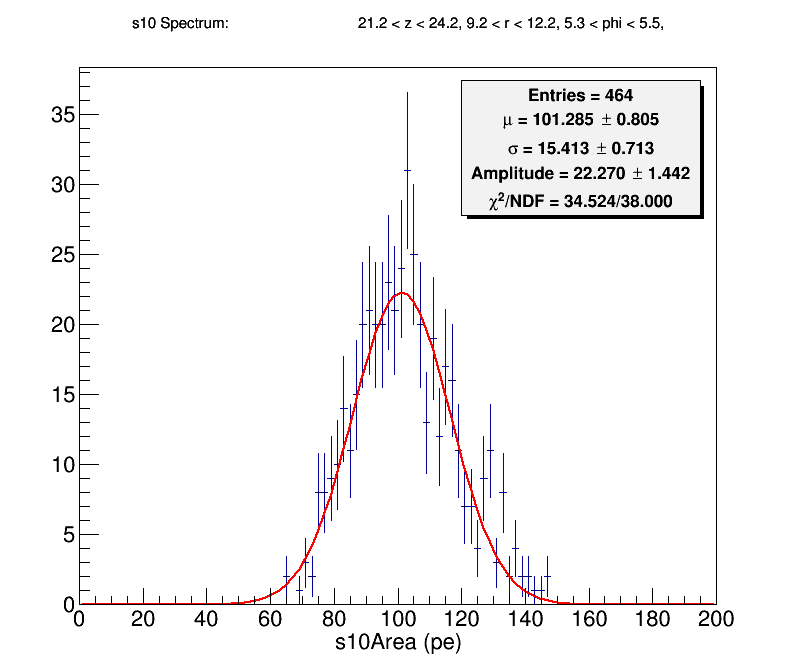 s10 Spectrum: 21.2 < z < 24.2, 9.2 < r < 12.2, 5.3 < phi < 5.5,
Entries = 464
μ = 101.285 ± 0.805
σ = 15.413 ± 0.713
Amplitude = 22.270 ± 1.442
χ²/NDF = 34.524/38.000
35
30
25
20
15
10
5
0
0 20 40 60 80 100 120 140 160 180 200
s10Area (pe)